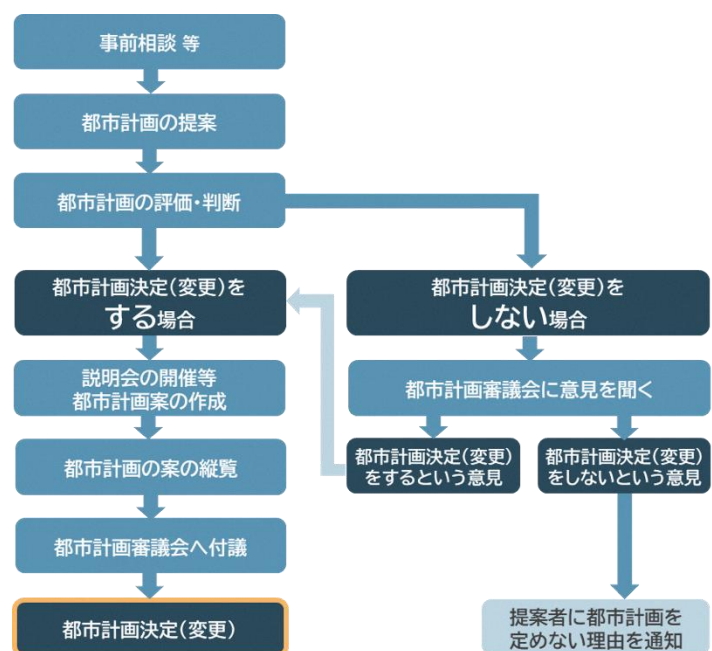 事前相談 等
都市計画の提案
都市計画の評価・判断
都市計画決定(変更)を
する場合
都市計画決定(変更)を
しない場合
説明会の開催等
都市計画案の作成
都市計画審議会に意見を聞く
都市計画の案の縦覧
都市計画決定(変更)
をするという意見
都市計画決定(変更)
をしないという意見
都市計画審議会へ付議
都市計画決定(変更)
提案者に都市計画を
定めない理由を通知